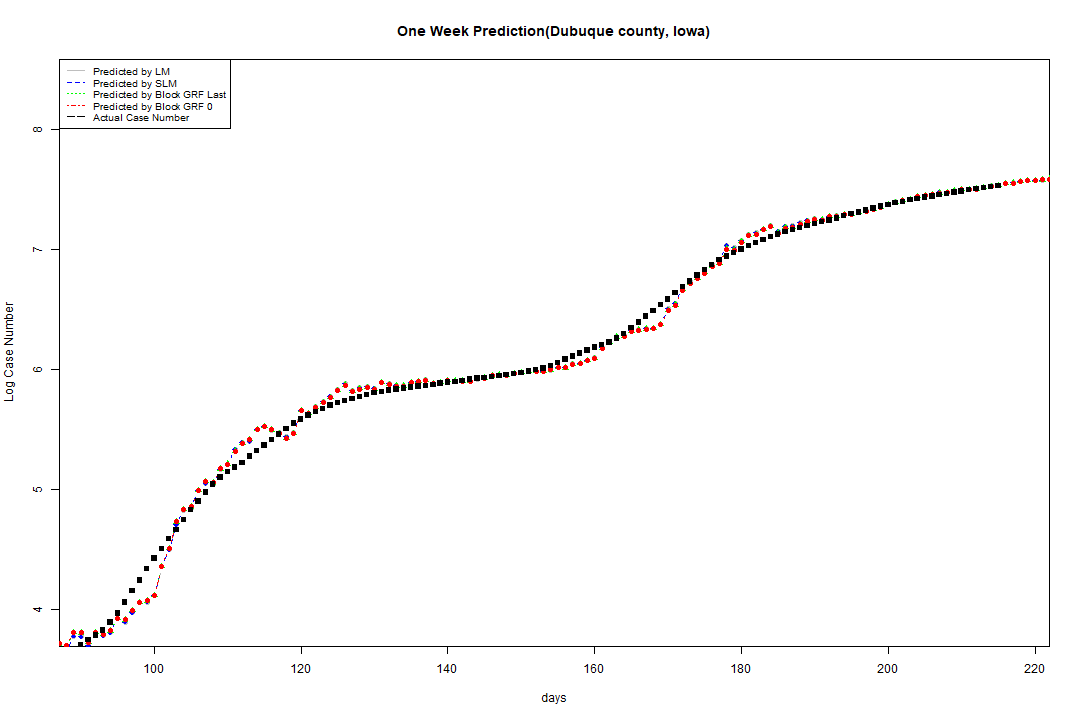 One Week Prediction(Dubuque county, Iowa)
Predicted by LM
Predicted by SLM
Predicted by Block GRF Last
Predicted by Block GRF 0
Actual Case Number
8
7
6
5
4
Log Case Number
100 120 140 160 180 200 220
days